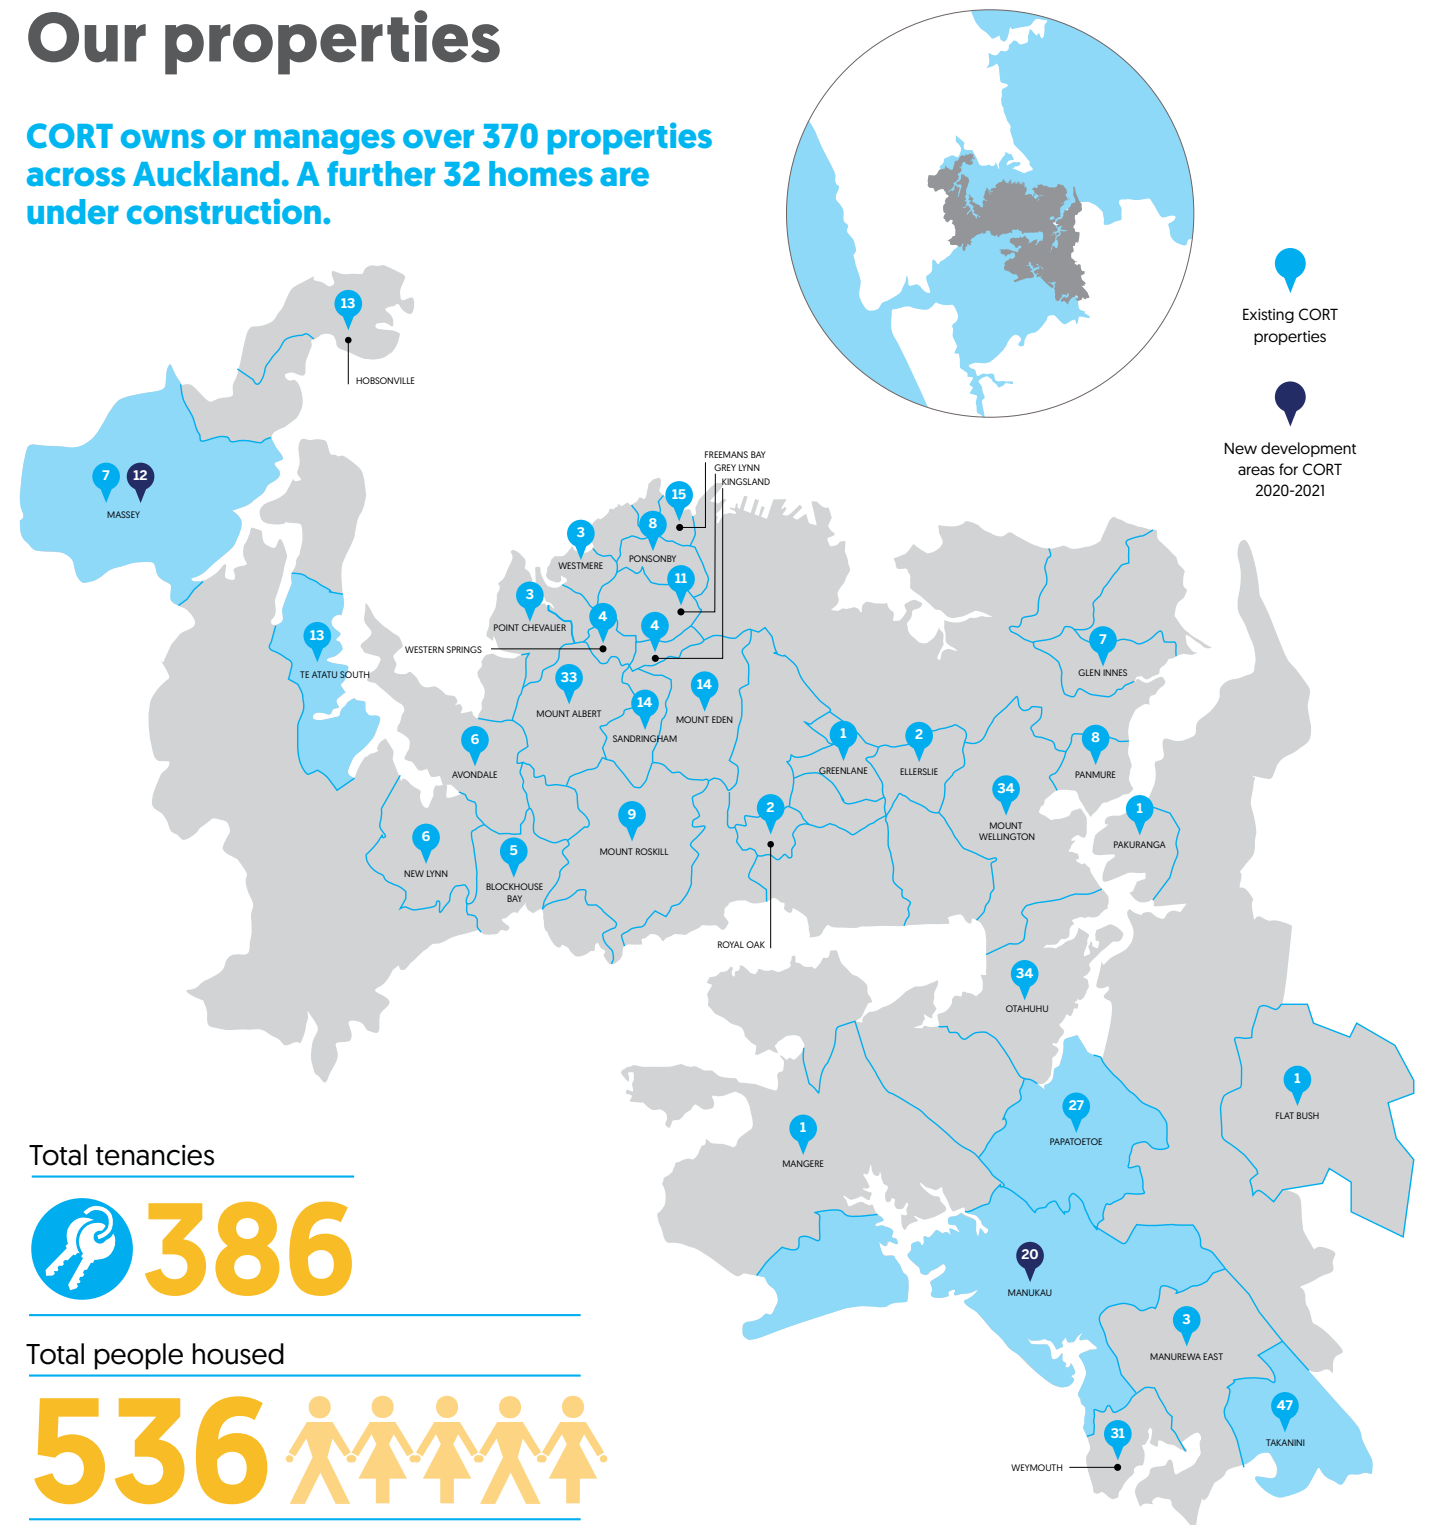 Our properties
CORT owns or manages over 370 properties
across Auckland. A further 32 homes are
under construction.
Existing CORT
properties
New development
areas for CORT
2020-2021
13
HOBSONVILLE
7
12
MASSEY
FREEMANS BAY
GREY LYNN
KINGSLAND
15
8
PONSONBY
3
WESTMERE
11
3
POINT CHEVALIER
4
4
WESTERN SPRINGS
13
TE ATATU SOUTH
7
GLEN INNES
33
MOUNT ALBERT
14
SANDRINGHAM
14
MOUNT EDEN
6
AVONDALE
1
GREENLANE
2
ELLERSLIE
8
PANMURE
34
MOUNT
WELLINGTON
1
PAKURANGA
2
ROYAL OAK
9
MOUNT ROSKILL
6
NEW LYNN
5
BLOCKHOUSE
BAY
34
OTAHUHU
1
FLAT BUSH
27
PAPATOETOE
1
MANGERE
20
MANUKAU
3
MANUREWA EAST
47
TAKANINI
31
WEYMOUTH
Total tenancies
386
Total people housed
536